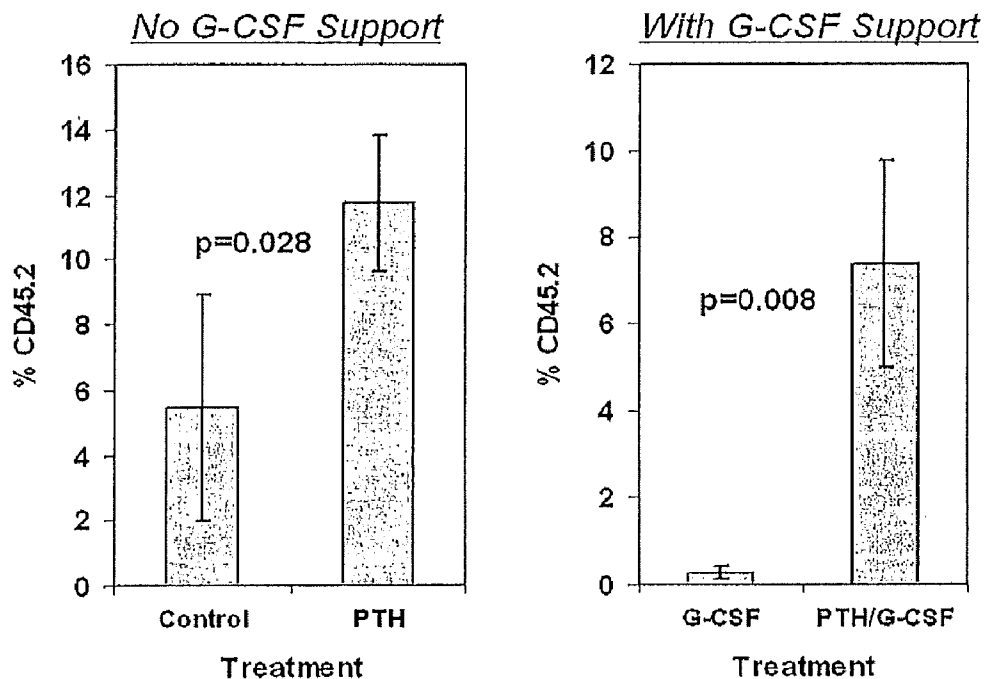 No G-CSF Support
16
14
12
10
8
6
4
2
0
% CD45.2
p=0.028
Control PTH
Treatment
With G-CSF Support
12
10
8
6
4
2
0
% CD45.2
p=0.008
G-CSF PTH/G-CSF
Treatment